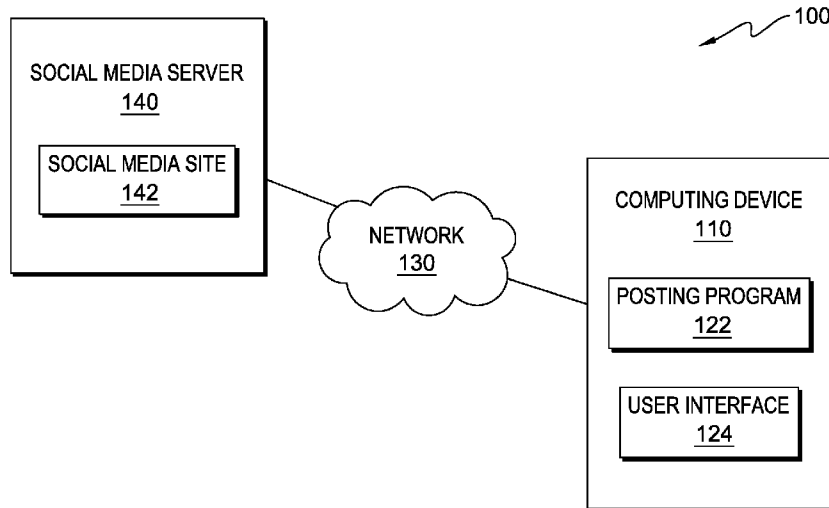 100
SOCIAL MEDIA SERVER
140
SOCIAL MEDIA SITE
142
NETWORK
130
COMPUTING DEVICE
110
POSTING PROGRAM
122
USER INTERFACE
124